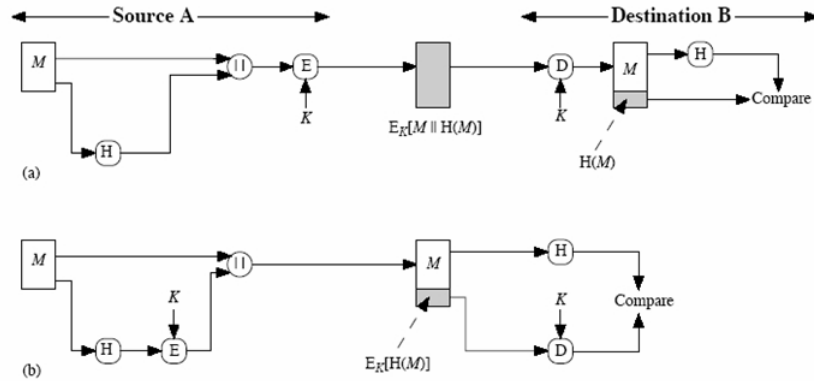 Source A
Destination B
M
||
E
D
M
H
K
E_K[M || H(M)]
K
Compare
H
H(M)
(a)
M
||
M
H
K
K
Compare
H
E
D
E_K[H(M)]
(b)